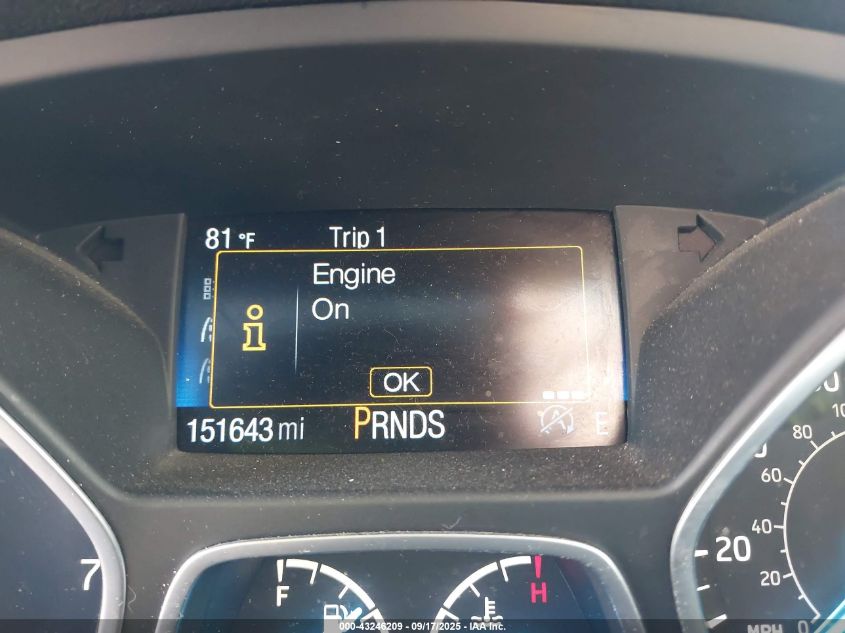 81 °F Trip 1
Engine
On
i
OK
151643 mi PRNDS A E
7
F
H
20
80
60
40
20
0
MPH
000-43246209 - 09/17/2025 - IAA Inc.